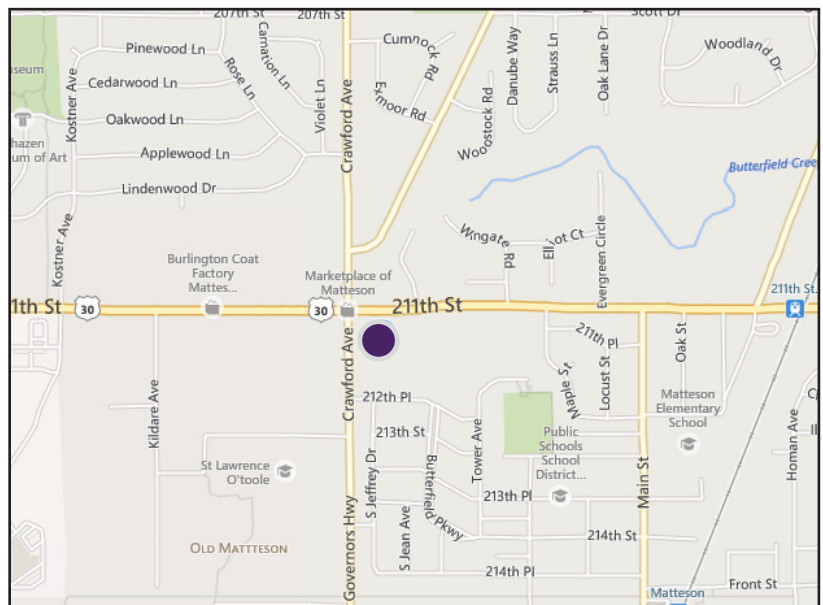 207th St
207th St
Scott Dr
Pinewood Ln
Carnation Ln
Cumnock Rd
Danube Way
Strauss Ln
Oak Lane Dr
Woodland Dr
Rose Ln
Kostner Ave
Cedarwood Ln
Violet Ln
Crawford Ave
Exmoor Rd
Woodstock Rd
Oakwood Ln
hazen
um of Art
Applewood Ln
Lindenwood Dr
Butterfield Cree
Kostner Ave
Wingate Rd
Elliot Ct
Evergreen Circle
Burlington Coat
Factory
Mattes...
Marketplace of
Matteson
1th St
30
30
211th St
211th St.
211th Pl
Oak St
Crawford Ave
Maple St
Locust St
Kildare Ave
212th Pl
213th St
Tower Ave
Matteson
Elementary
School
Public
Schools
School
District...
St Lawrence
O'toole
S Jeffrey Dr
Butterfield Pkwy
213th Pl
Main St
Homan Ave
Governors Hwy
S Jean Ave
214th St
OLD MATTTESON
214th Pl
Matteson
Front St